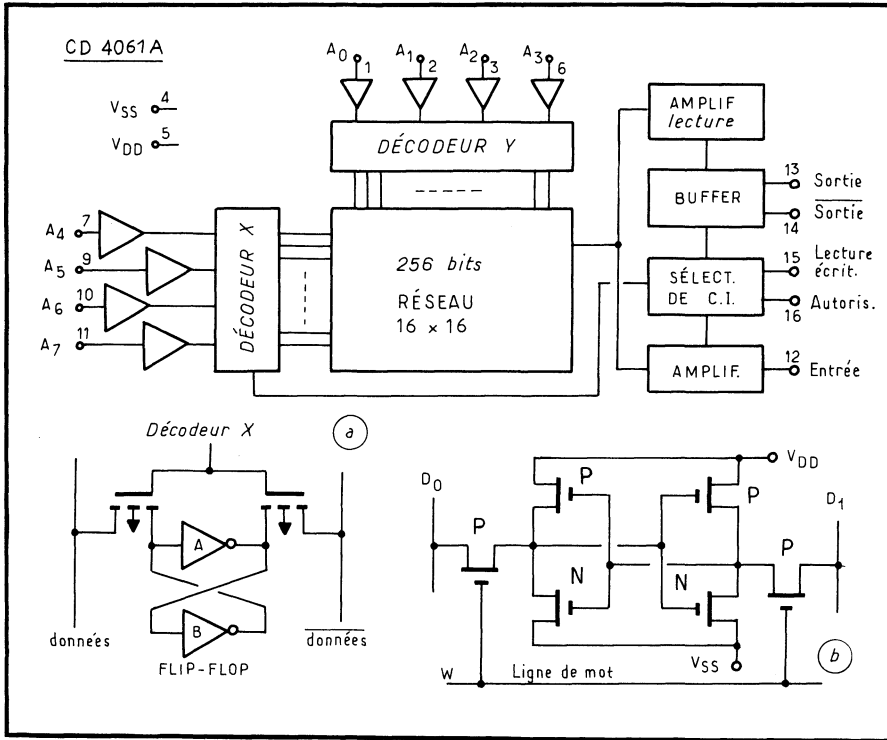 CD 4061A
A0 A1 A2 A3
1 2 3 6
VSS 4
VDD 5
DÉCODEUR Y
AMPLIF
lecture
BUFFER
13 Sortie
Sortie
14
A4 7
A5 9
A6 10
A7 11
DÉCODEUR X
256 bits
RÉSEAU
16 × 16
SÉLECT.
DE C.I.
15 Lecture
écrit.
Autoris.
16
AMPLIF.
12 Entrée
Décodeur X
a
A
B
données
données
FLIP-FLOP
VDD
D0
P
P
P
P
D1
N
N
VSS
W
Ligne de mot
b